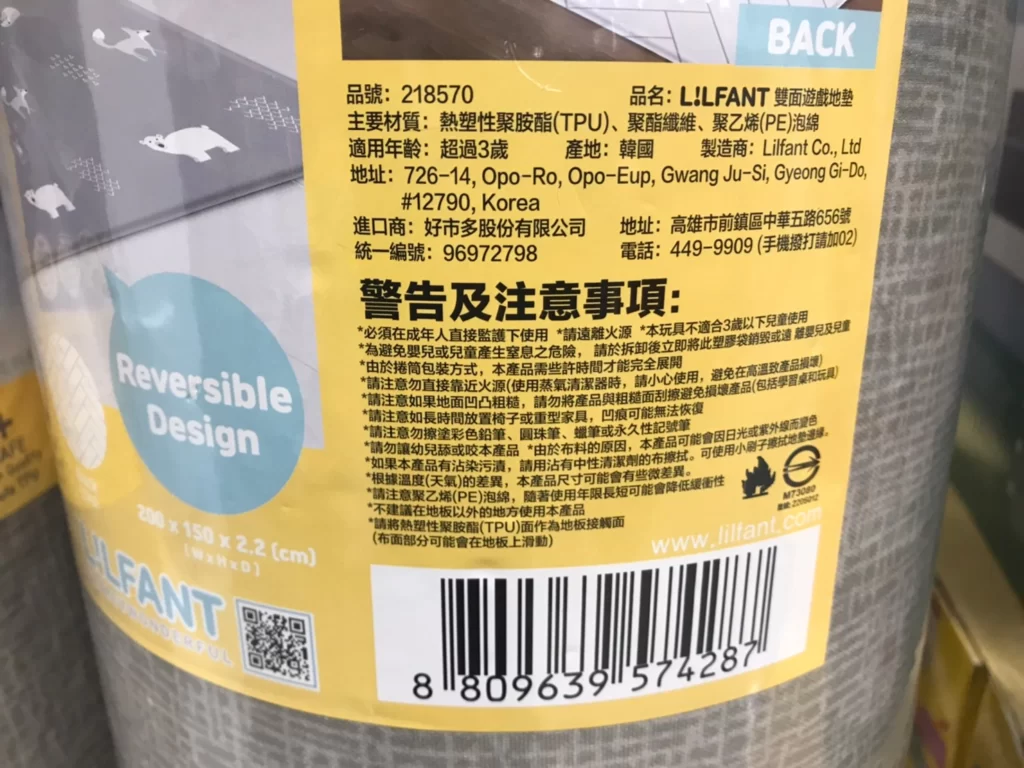 BACK
品號: 218570 品名: L!LFANT 雙面遊戲地墊
主要材質: 熱塑性聚胺酯(TPU)、聚酯纖維、聚乙烯(PE)泡綿
適用年齡: 超過3歲 產地: 韓國 製造商: Lilfant Co., Ltd
地址: 726-14, Opo-Ro, Opo-Eup, Gwang Ju-Si, Gyeong Gi-Do,
#12790, Korea
進口商: 好市多股份有限公司 地址: 高雄市前鎮區中華五路656號
統一編號: 96972798 電話: 449-9909 (手機撥打請加02)
警告及注意事項:
*必須在成年人直接監護下使用 *請遠離火源 *本玩具不適合3歲以下兒童使用
*為避免嬰兒或兒童產生窒息之危險, 請於拆卸後立即將此塑膠袋銷毀或遠 離嬰兒及兒童
*由於捲筒包裝方式, 本產品需些許時間才能完全展開
*請注意勿直接靠近火源(使用蒸氣清潔器時, 請小心使用, 避免在高溫致產品損壞)
*請注意如果地面凹凸粗糙, 請勿將產品與粗糙面刮擦避免損壞產品(包括學習桌和玩具)
*請注意如長時間放置椅子或重型家具, 凹痕可能無法恢復
*請注意勿擦塗彩色鉛筆、圓珠筆、蠟筆或永久性記號筆
*請勿讓幼兒舔或咬本產品 *由於布料的原因, 本產品可能會因日光或紫外線而變色
*如果本產品有沾染污漬, 請用沾有中性清潔劑的布擦拭。可使用小刷子擦拭地墊邊緣。
*根據溫度(天氣)的差異, 本產品尺寸可能會有些微差異。
*請注意聚乙烯(PE)泡綿, 隨著使用年限長短可能會降低緩衝性
*不建議在地板以外的地方使用本產品
*請將熱塑性聚胺酯(TPU)面作為地板接觸面
(布面部分可能會在地板上滑動)
M73080
www.lilfant.com
8 809639 574287
Reversible
Design
200 x 150 x 2.2 (cm)
[WxHxD]
LILFANT